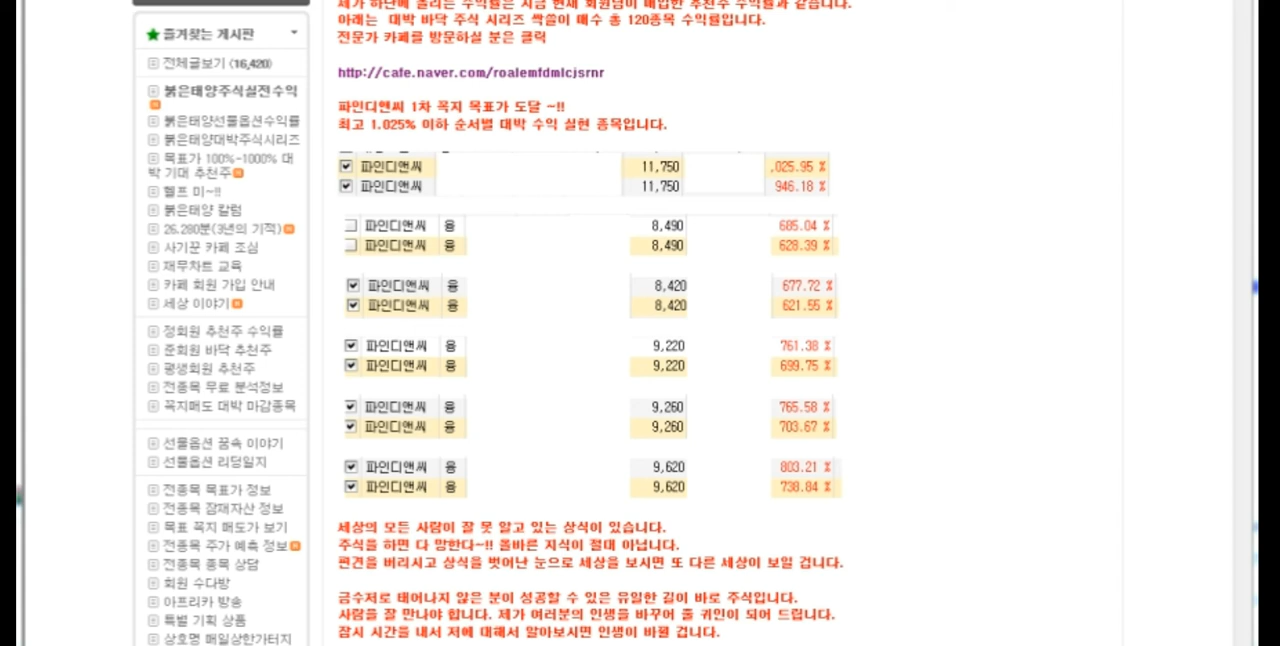 제가 하단에 올리는 수익률은 지금 현재 회원님이 매입한 추천주 수익률과 같습니다.
아래는 대박 바닥 주식 시리즈 싹쓸이 매수 총 120종목 수익률입니다.
전문가 카페를 방문하실 분은 클릭
http://cafe.naver.com/roalemfdmlcjsrnr
파인디앤씨 1차 꼭지 목표가 도달 ~!!
최고 1.025% 이하 순서별 대박 수익 실현 종목입니다.
파인디앤씨 11,750 ,025.95 %
파인디앤씨 11,750 946.18 %
파인디앤씨 융 8,490 685.04 %
파인디앤씨 융 8,490 628.39 %
파인디앤씨 융 8,420 677.72 %
파인디앤씨 융 8,420 621.55 %
파인디앤씨 융 9,220 761.38 %
파인디앤씨 융 9,220 699.75 %
파인디앤씨 융 9,260 765.58 %
파인디앤씨 융 9,260 703.67 %
파인디앤씨 융 9,620 803.21 %
파인디앤씨 융 9,620 738.84 %
세상의 모든 사람이 잘 못 알고 있는 상식이 있습니다.
주식을 하면 다 망한다~!! 올바른 지식이 절대 아닙니다.
편견을 버리시고 상식을 벗어난 눈으로 세상을 보시면 또 다른 세상이 보일 겁니다.
금수저로 태어나지 않은 분이 성공할 수 있는 유일한 길이 바로 주식입니다.
사람을 잘 만나야 합니다. 제가 여러분의 인생을 바꾸어 줄 귀인이 되어 드립니다.
잠시 시간을 내서 저에 대해서 알아보시면 인생이 바뀔 겁니다.
즐겨찾는 게시판
전체글보기 (16,420)
붉은태양주식실전수익
붉은태양선물옵션수익률
붉은태양대박주식시리즈
목표가 100%~1000% 대
박 기대 추천주
헬프 미~!!
붉은태양 칼럼
26.280분(3년의 기적)
사기꾼 카페 조심
재무차트 교육
카페 회원 가입 안내
세상 이야기
정회원 추천주 수익률
준회원 바닥 추천주
평생회원 추천주
전종목 무료 분석정보
꼭지매도 대박 마감종목
선물옵션 꿈속 이야기
선물옵션 리딩일지
전종목 목표가 정보
전종목 잠재자산 정보
목표 꼭지 매도가 보기
전종목 주가 예측 정보
전종목 종목 상담
회원 수다방
아프리카 방송
특별 기획 상품
상호명 매일상한가터지